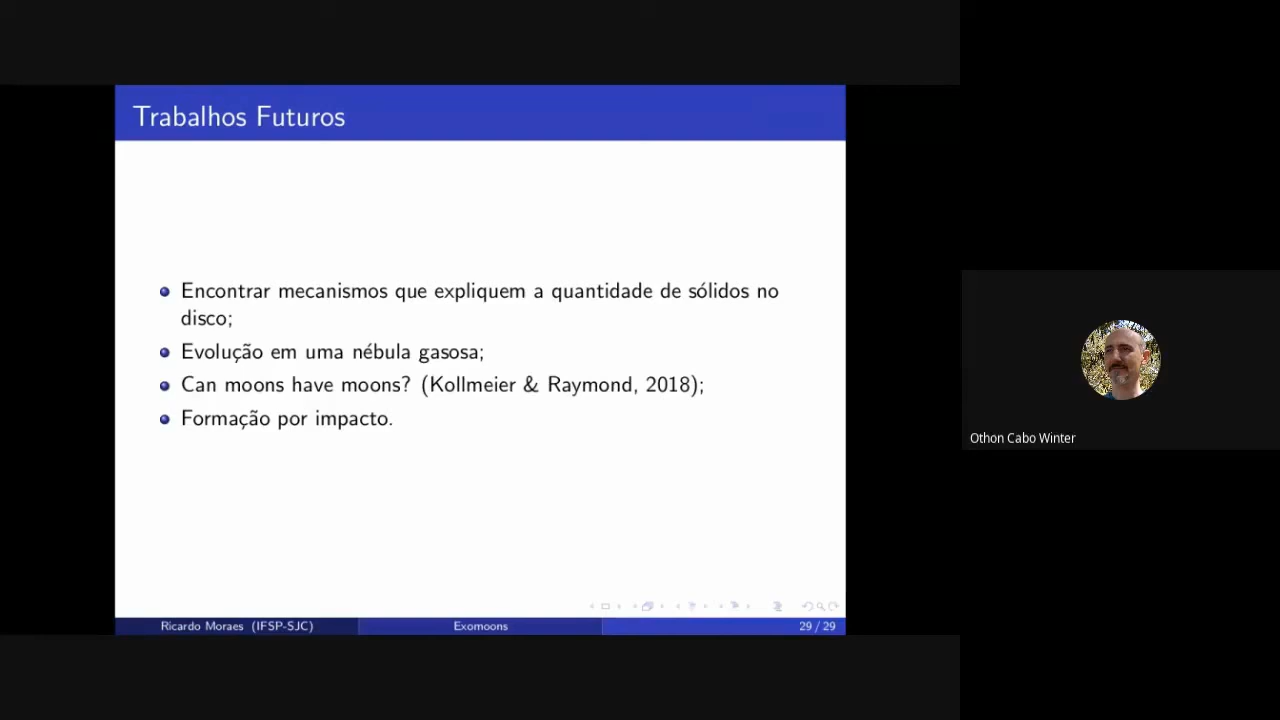 Trabalhos Futuros
Encontrar mecanismos que expliquem a quantidade de sólidos no
disco;
Evolução em uma nébula gasosa;
Can moons have moons? (Kollmeier & Raymond, 2018);
Formação por impacto.
Othon Cabo Winter
Ricardo Moraes (IFSP-SJC)
Exomoons
29 / 29